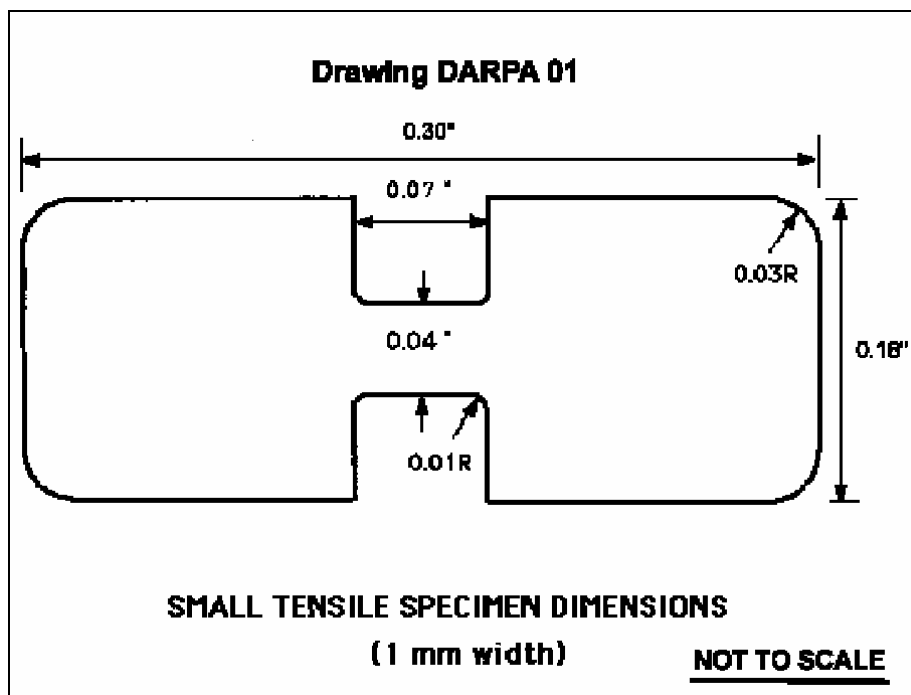 Drawing DARPA 01
0.30"
0.07 "
0.03R
0.04 "
0.18"
0.01R
SMALL TENSILE SPECIMEN DIMENSIONS
(1 mm width)
NOT TO SCALE